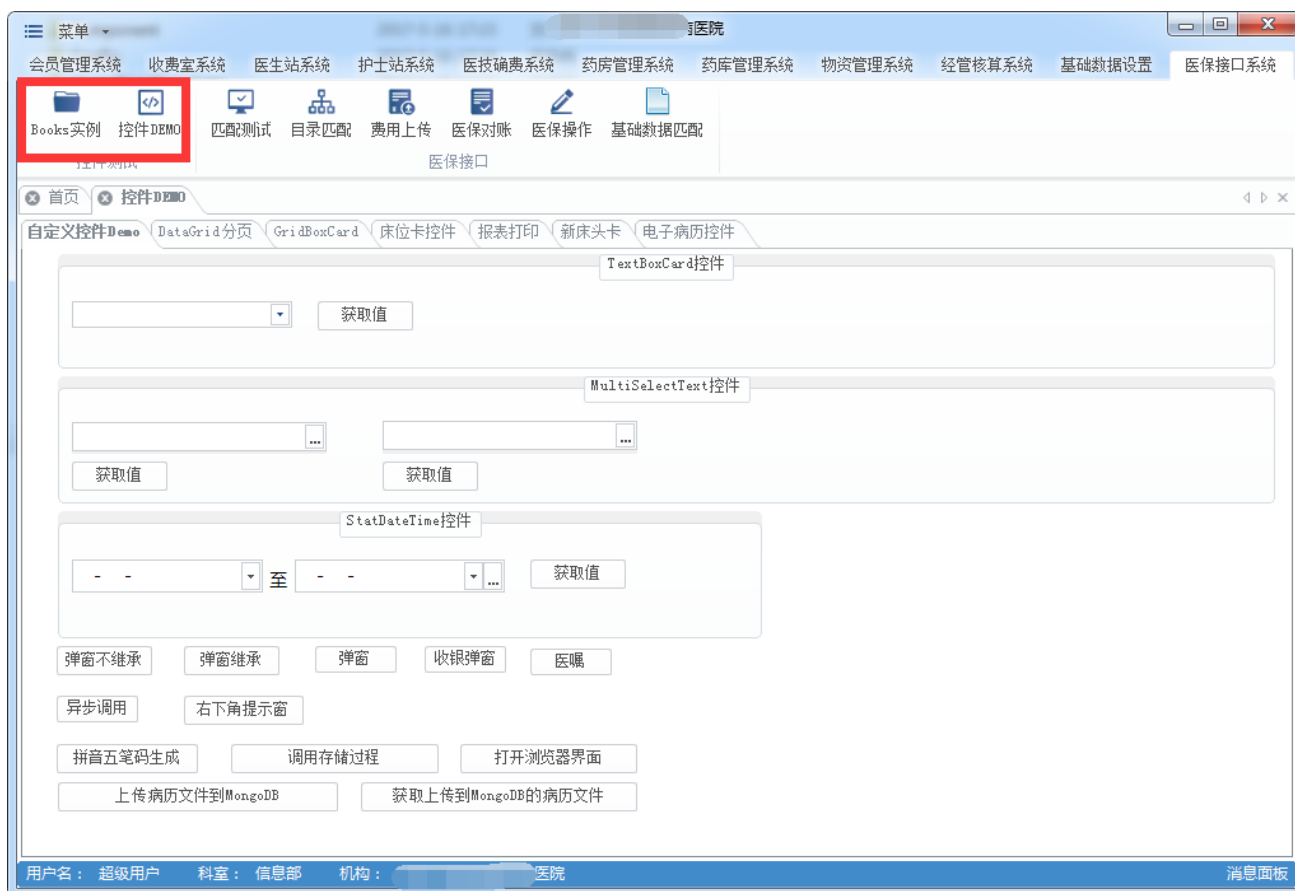 菜单 医院
会员管理系统 收费室系统 医生站系统 护士站系统 医技确费系统 药房管理系统 药库管理系统 物资管理系统 经管核算系统 基础数据设置 医保接口系统
Books实例 控件DEMO 匹配测试 目录匹配 费用上传 医保对账 医保操作 基础数据匹配
控件测试 医保接口
首页 控件DEMO
自定义控件Demo DataGrid分页 GridBoxCard 床位卡控件 报表打印 新床头卡 电子病历控件
TextBoxCard控件
获取值
MultiSelectText控件
... ...
获取值 获取值
StatDateTime控件
- - 至 - - ... 获取值
弹窗不继承 弹窗继承 弹窗 收银弹窗 医嘱
异步调用 右下角提示窗
拼音五笔码生成 调用存储过程 打开浏览器界面
上传病历文件到MongoDB 获取上传到MongoDB的病历文件
用户名： 超级用户 科室： 信息部 机构： 医院 消息面板